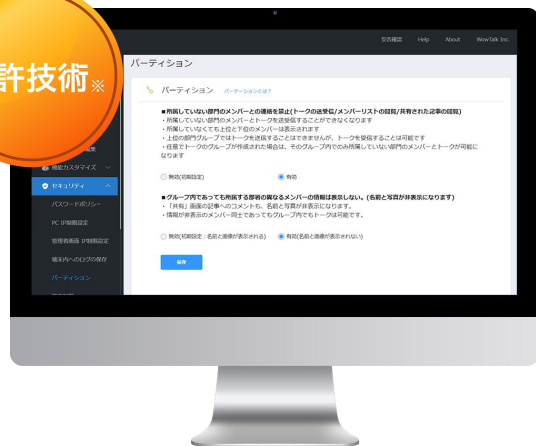 許技術※
受否確認 Help About WowTalk Inc.
パーティション
パーティション パーテーションとは?
■所属していない部門のメンバーとの連絡を禁止(トークの送受信/メンバーリストの閲覧/共有された記事の閲覧)
・所属していない部門のメンバーとトークを送受信することができなくなります
・所属していなくても上位と下位のメンバーは表示されます
・上位の部門グループではトークを送信することはできませんが、トークを受信することは可能です
・任意でトークのグループが作成された場合は、そのグループ内でのみ所属していない部門のメンバーとトークが可能に
なります
無効(初期設定) 有効
■グループ内であっても所属する部署の異なるメンバーの情報は表示しない。(名前と写真が非表示になります)
・「共有」画面の記事へのコメントも、名前と写真が非表示になります。
・情報が非表示のメンバー同士であってもグループ内でもトークは可能です。
無効(初期設定:名前と画像が表示される) 有効(名前と画像が表示されない)
保存
編集
機能カスタマイズ
セキュリティ
パスワードポリシー
PC IP制限設定
管理者画面 IP制限設定
端末内へのログの保存
パーティション